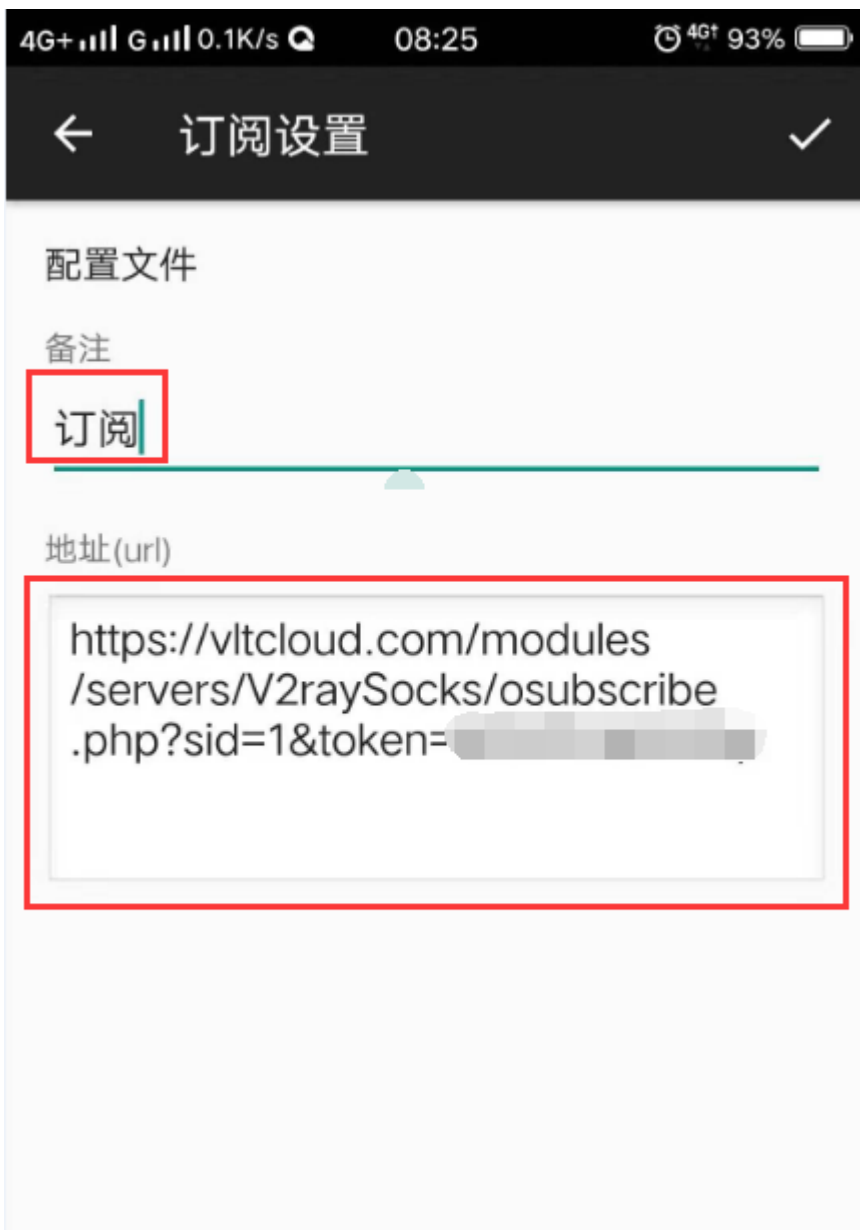 4G+ G 0.1K/s 08:25 4G↑ 93%
订阅设置
配置文件
备注
订阅
地址(url)
https://vltcloud.com/modules
/servers/V2raySocks/osubscribe
.php?sid=1&token=